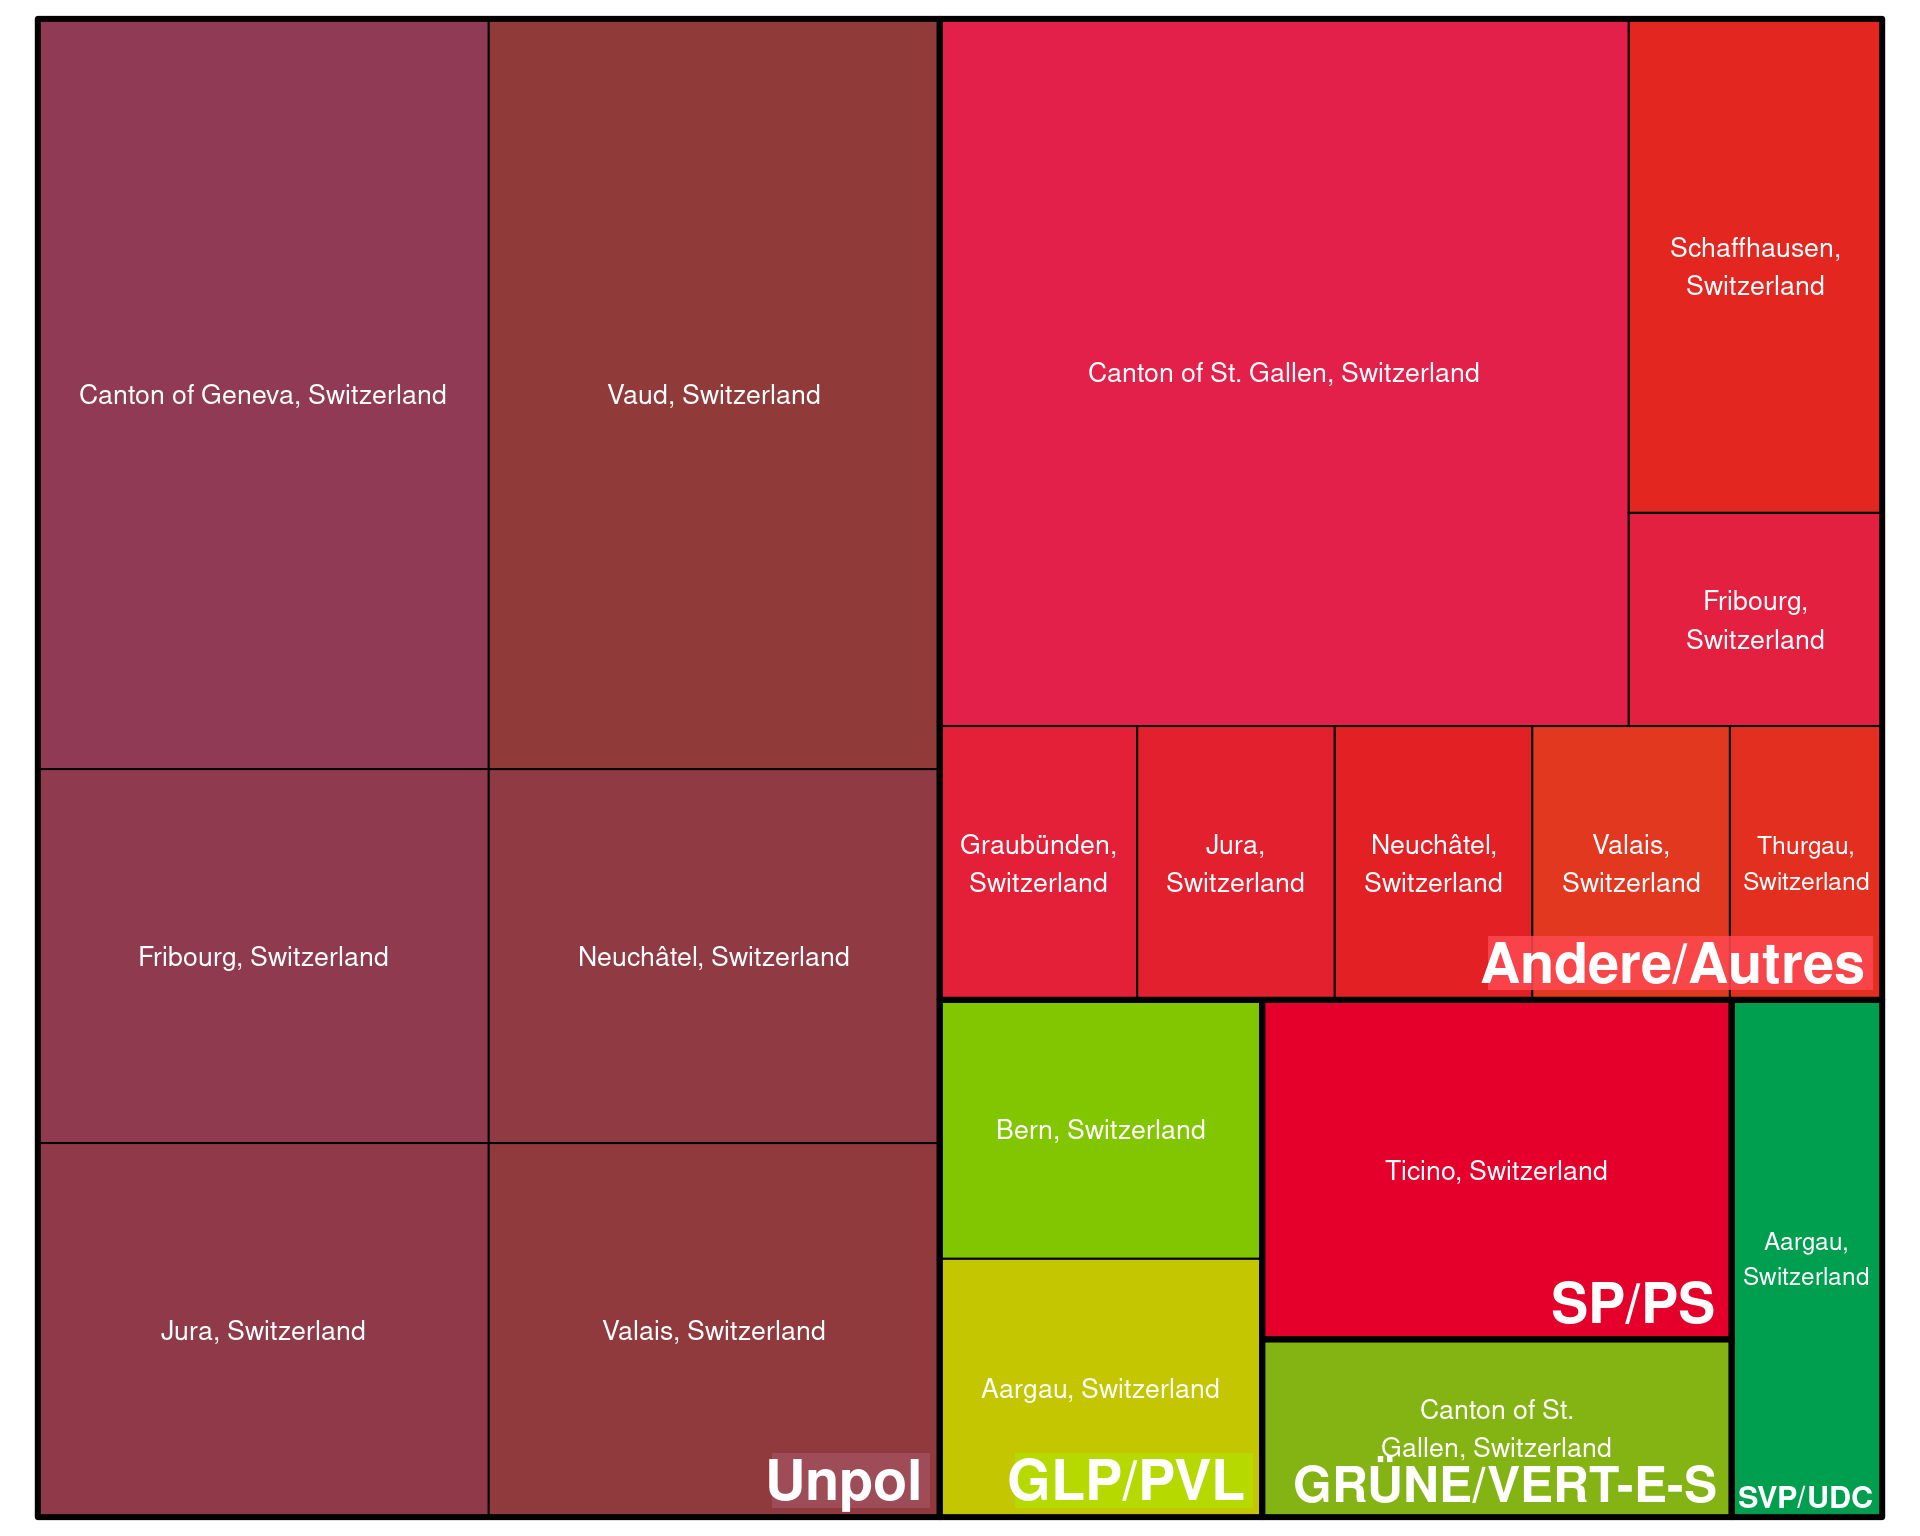 Canton of Geneva, Switzerland
Vaud, Switzerland
Fribourg, Switzerland
Neuchâtel, Switzerland
Jura, Switzerland
Valais, Switzerland
Unpol
Canton of St. Gallen, Switzerland
Schaffhausen,
Switzerland
Fribourg,
Switzerland
Graubünden,
Switzerland
Jura,
Switzerland
Neuchâtel,
Switzerland
Valais,
Switzerland
Thurgau,
Switzerland
Andere/Autres
Bern, Switzerland
Aargau, Switzerland
GLP/PVL
Ticino, Switzerland
SP/PS
Canton of St.
Gallen, Switzerland
GRÜNE/VERT-E-S
Aargau,
Switzerland
SVP/UDC